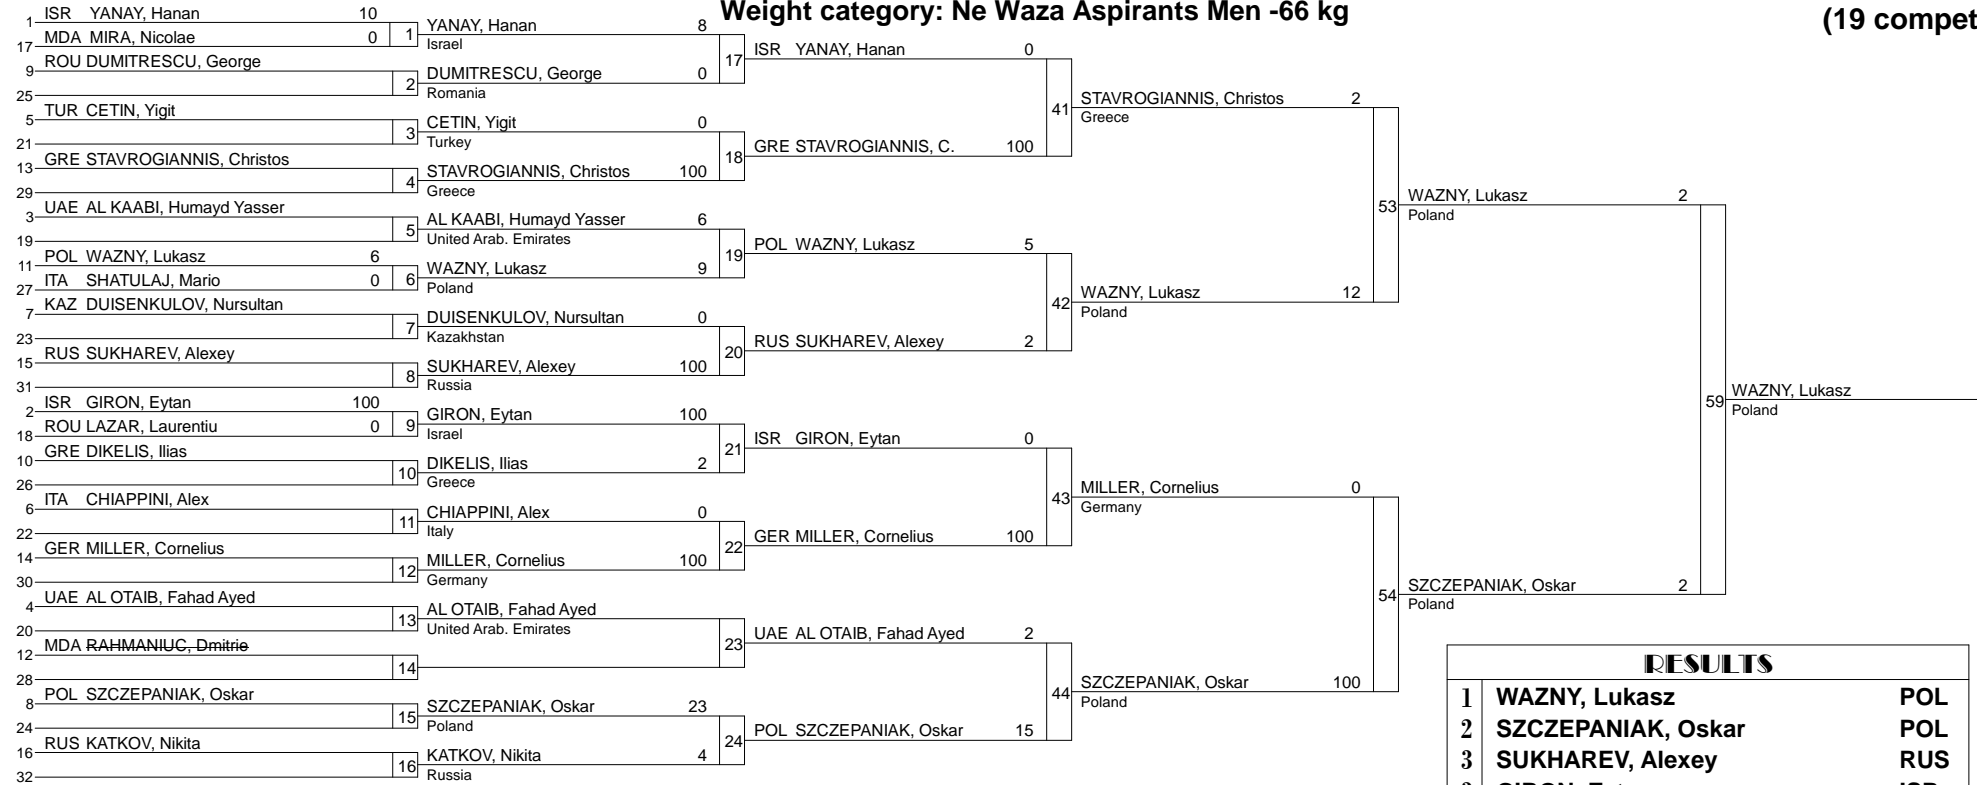 Weight category: Ne Waza Aspirants Men -66 kg
(19 compet
1 ISR YANAY, Hanan 10
17 MDA MIRA, Nicolae 0
1
9 ROU DUMITRESCU, George
25
2
5 TUR CETIN, Yigit
21
3
13 GRE STAVROGIANNIS, Christos
29
4
3 UAE AL KAABI, Humayd Yasser
19
5
11 POL WAZNY, Lukasz 6
27 ITA SHATULAJ, Mario 0
6
7 KAZ DUISENKULOV, Nursultan
23
7
15 RUS SUKHAREV, Alexey
31
8
2 ISR GIRON, Eytan 100
18 ROU LAZAR, Laurentiu 0
9
10 GRE DIKELIS, Ilias
26
10
6 ITA CHIAPPINI, Alex
22
11
14 GER MILLER, Cornelius
30
12
4 UAE AL OTAIB, Fahad Ayed
20
13
12 MDA RAHMANIUC, Dmitrie
28
14
8 POL SZCZEPANIAK, Oskar
24
15
16 RUS KATKOV, Nikita
32
16
YANAY, Hanan 8
Israel
17
DUMITRESCU, George 0
Romania
CETIN, Yigit 0
Turkey
18
STAVROGIANNIS, Christos 100
Greece
AL KAABI, Humayd Yasser 6
United Arab. Emirates
19
WAZNY, Lukasz 9
Poland
DUISENKULOV, Nursultan 0
Kazakhstan
20
SUKHAREV, Alexey 100
Russia
GIRON, Eytan 100
Israel
21
DIKELIS, Ilias 2
Greece
CHIAPPINI, Alex 0
Italy
22
MILLER, Cornelius 100
Germany
AL OTAIB, Fahad Ayed
United Arab. Emirates
23
SZCZEPANIAK, Oskar 23
Poland
24
KATKOV, Nikita 4
Russia
ISR YANAY, Hanan 0
41
GRE STAVROGIANNIS, C. 100
POL WAZNY, Lukasz 5
42
RUS SUKHAREV, Alexey 2
ISR GIRON, Eytan 0
43
GER MILLER, Cornelius 100
UAE AL OTAIB, Fahad Ayed 2
44
POL SZCZEPANIAK, Oskar 15
STAVROGIANNIS, Christos 2
Greece
53
WAZNY, Lukasz 12
Poland
MILLER, Cornelius 0
Germany
54
SZCZEPANIAK, Oskar 100
Poland
WAZNY, Lukasz 2
Poland
59
SZCZEPANIAK, Oskar 2
Poland
WAZNY, Lukasz
Poland
RESULTS
1 WAZNY, Lukasz POL
2 SZCZEPANIAK, Oskar POL
3 SUKHAREV, Alexey RUS